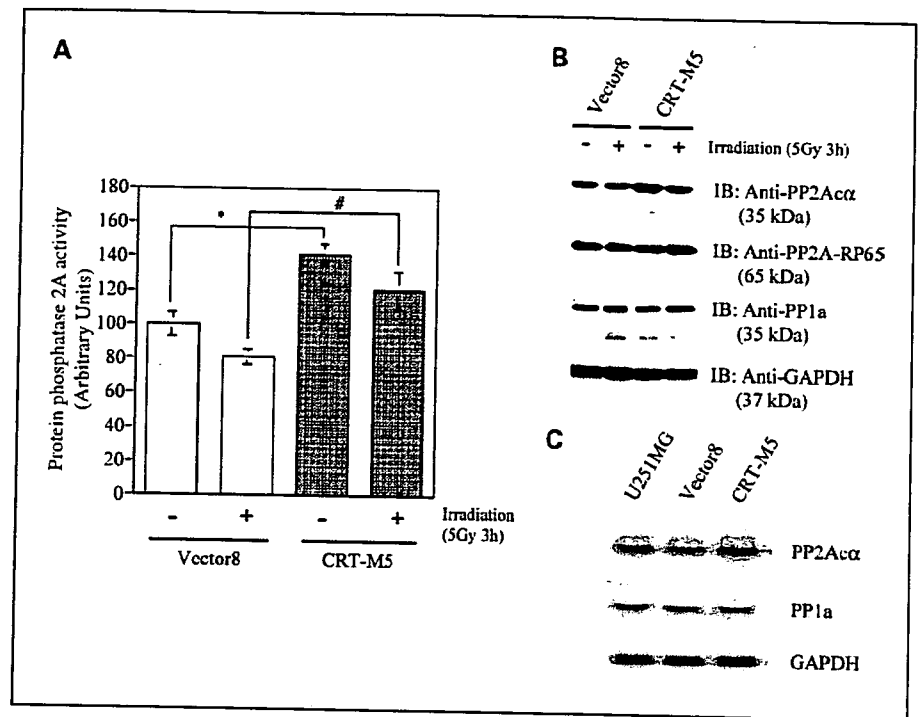 A
Protein phosphatase 2A activity
(Arbitrary Units)
180
160
140
120
100
80
60
40
20
0
*
#
- + - +
Irradiation
(5Gy 3h)
Vector8 CRT-M5
B
Vector8 CRT-M5
- + - + Irradiation (5Gy 3h)
IB: Anti-PP2Acα
(35 kDa)
IB: Anti-PP2A-RP65
(65 kDa)
IB: Anti-PP1a
(35 kDa)
IB: Anti-GAPDH
(37 kDa)
C
U251MG Vector8 CRT-M5
PP2Acα
PP1a
GAPDH